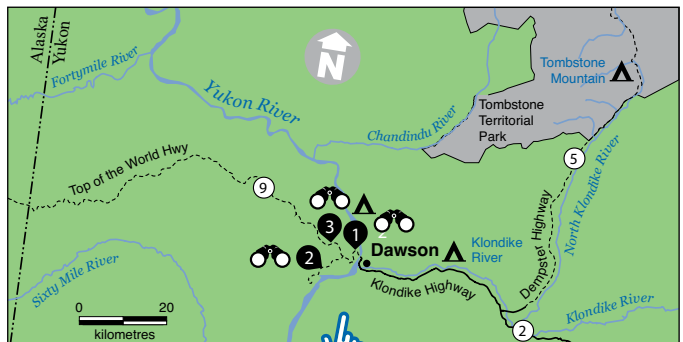 Alaska
Yukon
Fortymile River
N
Yukon River
Tombstone
Mountain
Tombstone
Territorial
Park
Chandindu River
5
Top of the World Hwy
9
North Klondike River
Dempster Highway
3
1
2
2
Dawson
Klondike
River
Sixty Mile River
Klondike Highway
Klondike River
2
0
20
kilometres